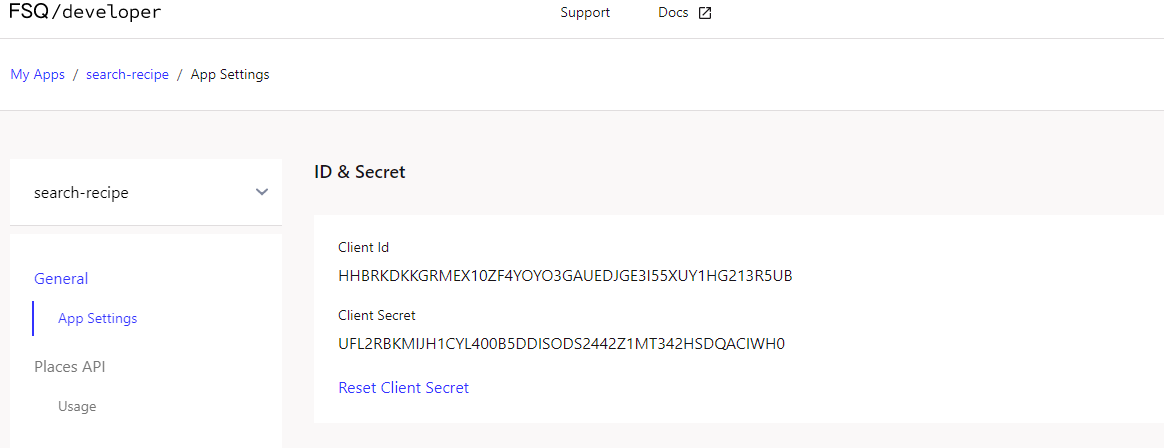 FSQ/developer
Support
Docs
My Apps / search-recipe / App Settings
search-recipe
General
App Settings
Places API
Usage
ID & Secret
Client Id
HHBRKDKKGRMEX10ZF4YOYO3GAUEDJGE3I55XUY1HG213R5UB
Client Secret
UFL2RBKMIJH1CYL400B5DDISODS2442Z1MT342HSDQACIWH0
Reset Client Secret